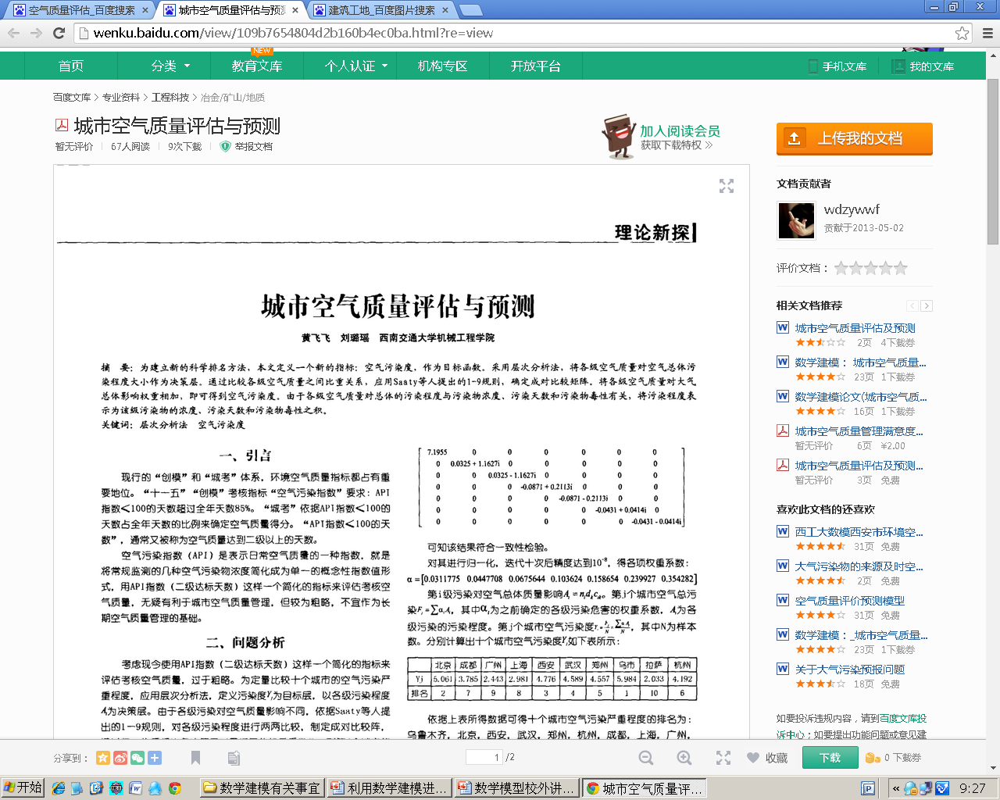 空气质量评估_百度搜索
城市空气质量评估与预测
建筑工地_百度图片搜索
wenku.baidu.com/view/109b7654804d2b160b4ec0ba.html?re=view
首页 分类 教育文库 NEW 个人认证 机构专区 开放平台 手机文库 我的文库
百度文库 > 专业资料 > 工程科技 > 冶金/矿山/地质
城市空气质量评估与预测
暂无评价 67人阅读 9次下载 举报文档
加入阅读会员
获取下载特权 >>
上传我的文档
文档贡献者
wdzywwf
贡献于2013-05-02
评价文档：
相关文档推荐
城市空气质量评估及预测
2页 4下载券
数学建模： 城市空气质量...
23页 1下载券
数学建模论文(城市空气质...
16页 1下载券
城市空气质量管理满意度...
暂无评价 6页 ¥2.00
城市空气质量评估及预测...
暂无评价 3页 免费
喜欢此文档的还喜欢
西工大数模西安市环境空...
31页 免费
大气污染物的来源及时空...
2页 免费
空气质量评价预测模型
31页 免费
数学建模：_城市空气质量...
23页 1下载券
关于大气污染预报问题
18页 免费
如要投诉违规内容，请到百度文库投
诉中心；如要提出功能问题或意见建
理论新探
城市空气质量评估与预测
黄飞飞 刘璐瑶 西南交通大学机械工程学院
摘 要：为建立新的科学排名方法，本文定义一个新的指标：空气污染度，作为目标函数。采用层次分析法，将各级空气质量对空气总体污
染程度大小作为决策层。通过比较各级空气质量之间比重关系，应用Saaty等人提出的1-9规则，确定成对比较矩阵。将各级空气质量对大气
总体影响权重相加，即可得到空气污染度。由于各级空气质量对总体的污染程度与污染物浓度、污染天数和污染物毒性有关，将污染程度表
示为该级污染物的浓度、污染天数和污染物毒性之积。
关键词：层次分析法 空气污染度
一、引言
现行的“创模”和“城考”体系，环境空气质量指标都占有重
要地位。“十一五”“创模”考核指标“空气污染指数”要求：API
指数≤100的天数超过全年天数85%。“城考”依据API指数≤100的
天数占全年天数的比例来确定空气质量得分。“API指数≤100的天
数”，通常又被称为空气质量达到二级以上的天数。
空气污染指数（API）是表示日常空气质量的一种指数，就是
将常规监测的几种空气污染物浓度简化成为单一的概念性指数值形
式，用API指数（二级达标天数）这样一个简化的指标来评估考核空
气质量，无疑有利于城市空气质量管理，但较为粗略，不宜作为长
期空气质量管理的基础。
二、问题分析
考虑现今使用API指数（二级达标天数）这样一个简化的指标来
评估考核空气质量，过于粗略。为定量比较十个城市的空气污染严
重程度，应用层次分析法，定义污染度Yj为目标层，以各级污染程度
Ai为决策层。由于各级污染对空气质量影响不同，依据Saaty等人提
出的1-9规则，对各级污染程度进行两两比较，制定成对比较阵，
7.1955 0 0 0 0 0 0
0 0.0325 + 1.1627i 0 0 0 0 0
0 0 0.0325 - 1.1627i 0 0 0 0
0 0 0 -0.0871 + 0.2113i 0 0 0
0 0 0 0 -0.0871 - 0.2113i 0 0
0 0 0 0 0 -0.0431 + 0.0414i 0
0 0 0 0 0 0 -0.0431 - 0.0414i
可知该结果符合一致性检验。
对其进行归一化，迭代十次后精度达到10⁻⁸，得各项权重系数：
α=[0.0311775 0.0447708 0.0675644 0.103624 0.158654 0.239927 0.354282]
第i级污染对空气总体质量影响。第j个城市空气总污
染，其中αi为之前确定的各级污染危害的权重系数，Ai为各
级污染的污染程度。第j个城市空气污染度，其中N为样本
数。分别计算出十个城市空气污染度Yj如下表所示：
北京 成都 广州 上海 西安 武汉 郑州 乌市 拉萨 杭州
Yj 5.061 3.785 2.443 2.981 4.776 4.589 4.557 5.984 2.033 4.192
排名 2 7 9 8 3 4 5 1 10 6
依据上表所得数据可得十个城市空气污染严重程度的排名为：
乌鲁木齐，北京，西安，武汉，郑州，杭州，成都，上海，广州，
分享到： 1 /2 收藏 下载 0 下载券
开始 数学建模有关事宜 利用数学建模进... 数学模型校外讲... 城市空气质量评... 9:27